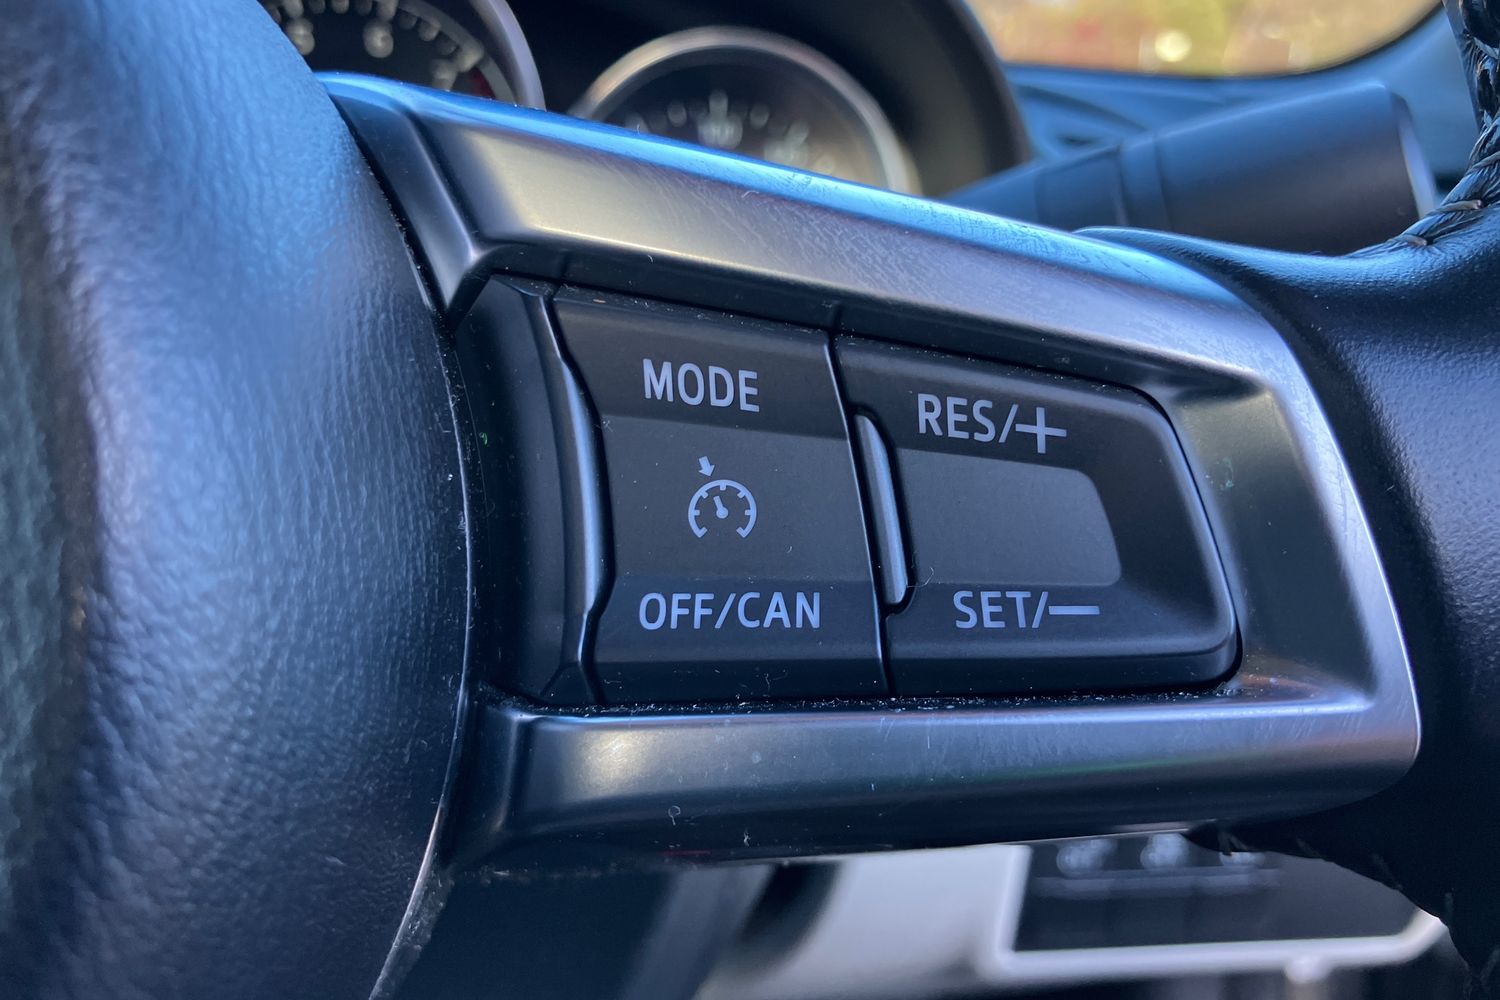 MODE
RES/+
OFF/CAN
SET/—